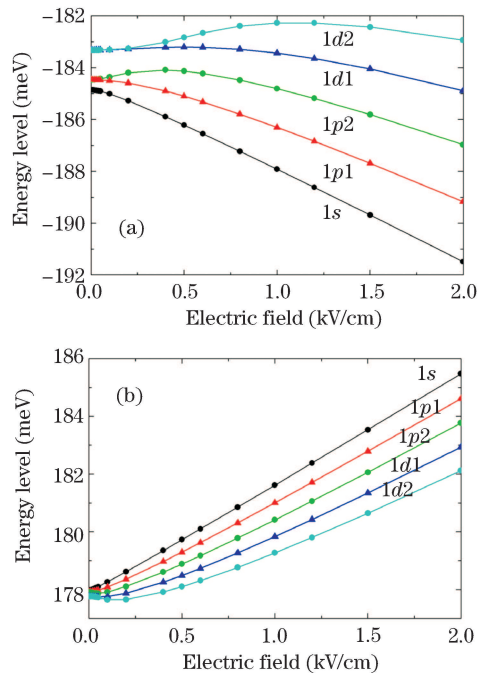 −182
−184
−186
−188
−190
−192
Energy level (meV)
1d2
1d1
1p2
1p1
1s
(a)
0.0 0.5 1.0 1.5 2.0
Electric field (kV/cm)
186
184
182
180
178
Energy level (meV)
(b)
1s
1p1
1p2
1d1
1d2
0.0 0.5 1.0 1.5 2.0
Electric field (kV/cm)